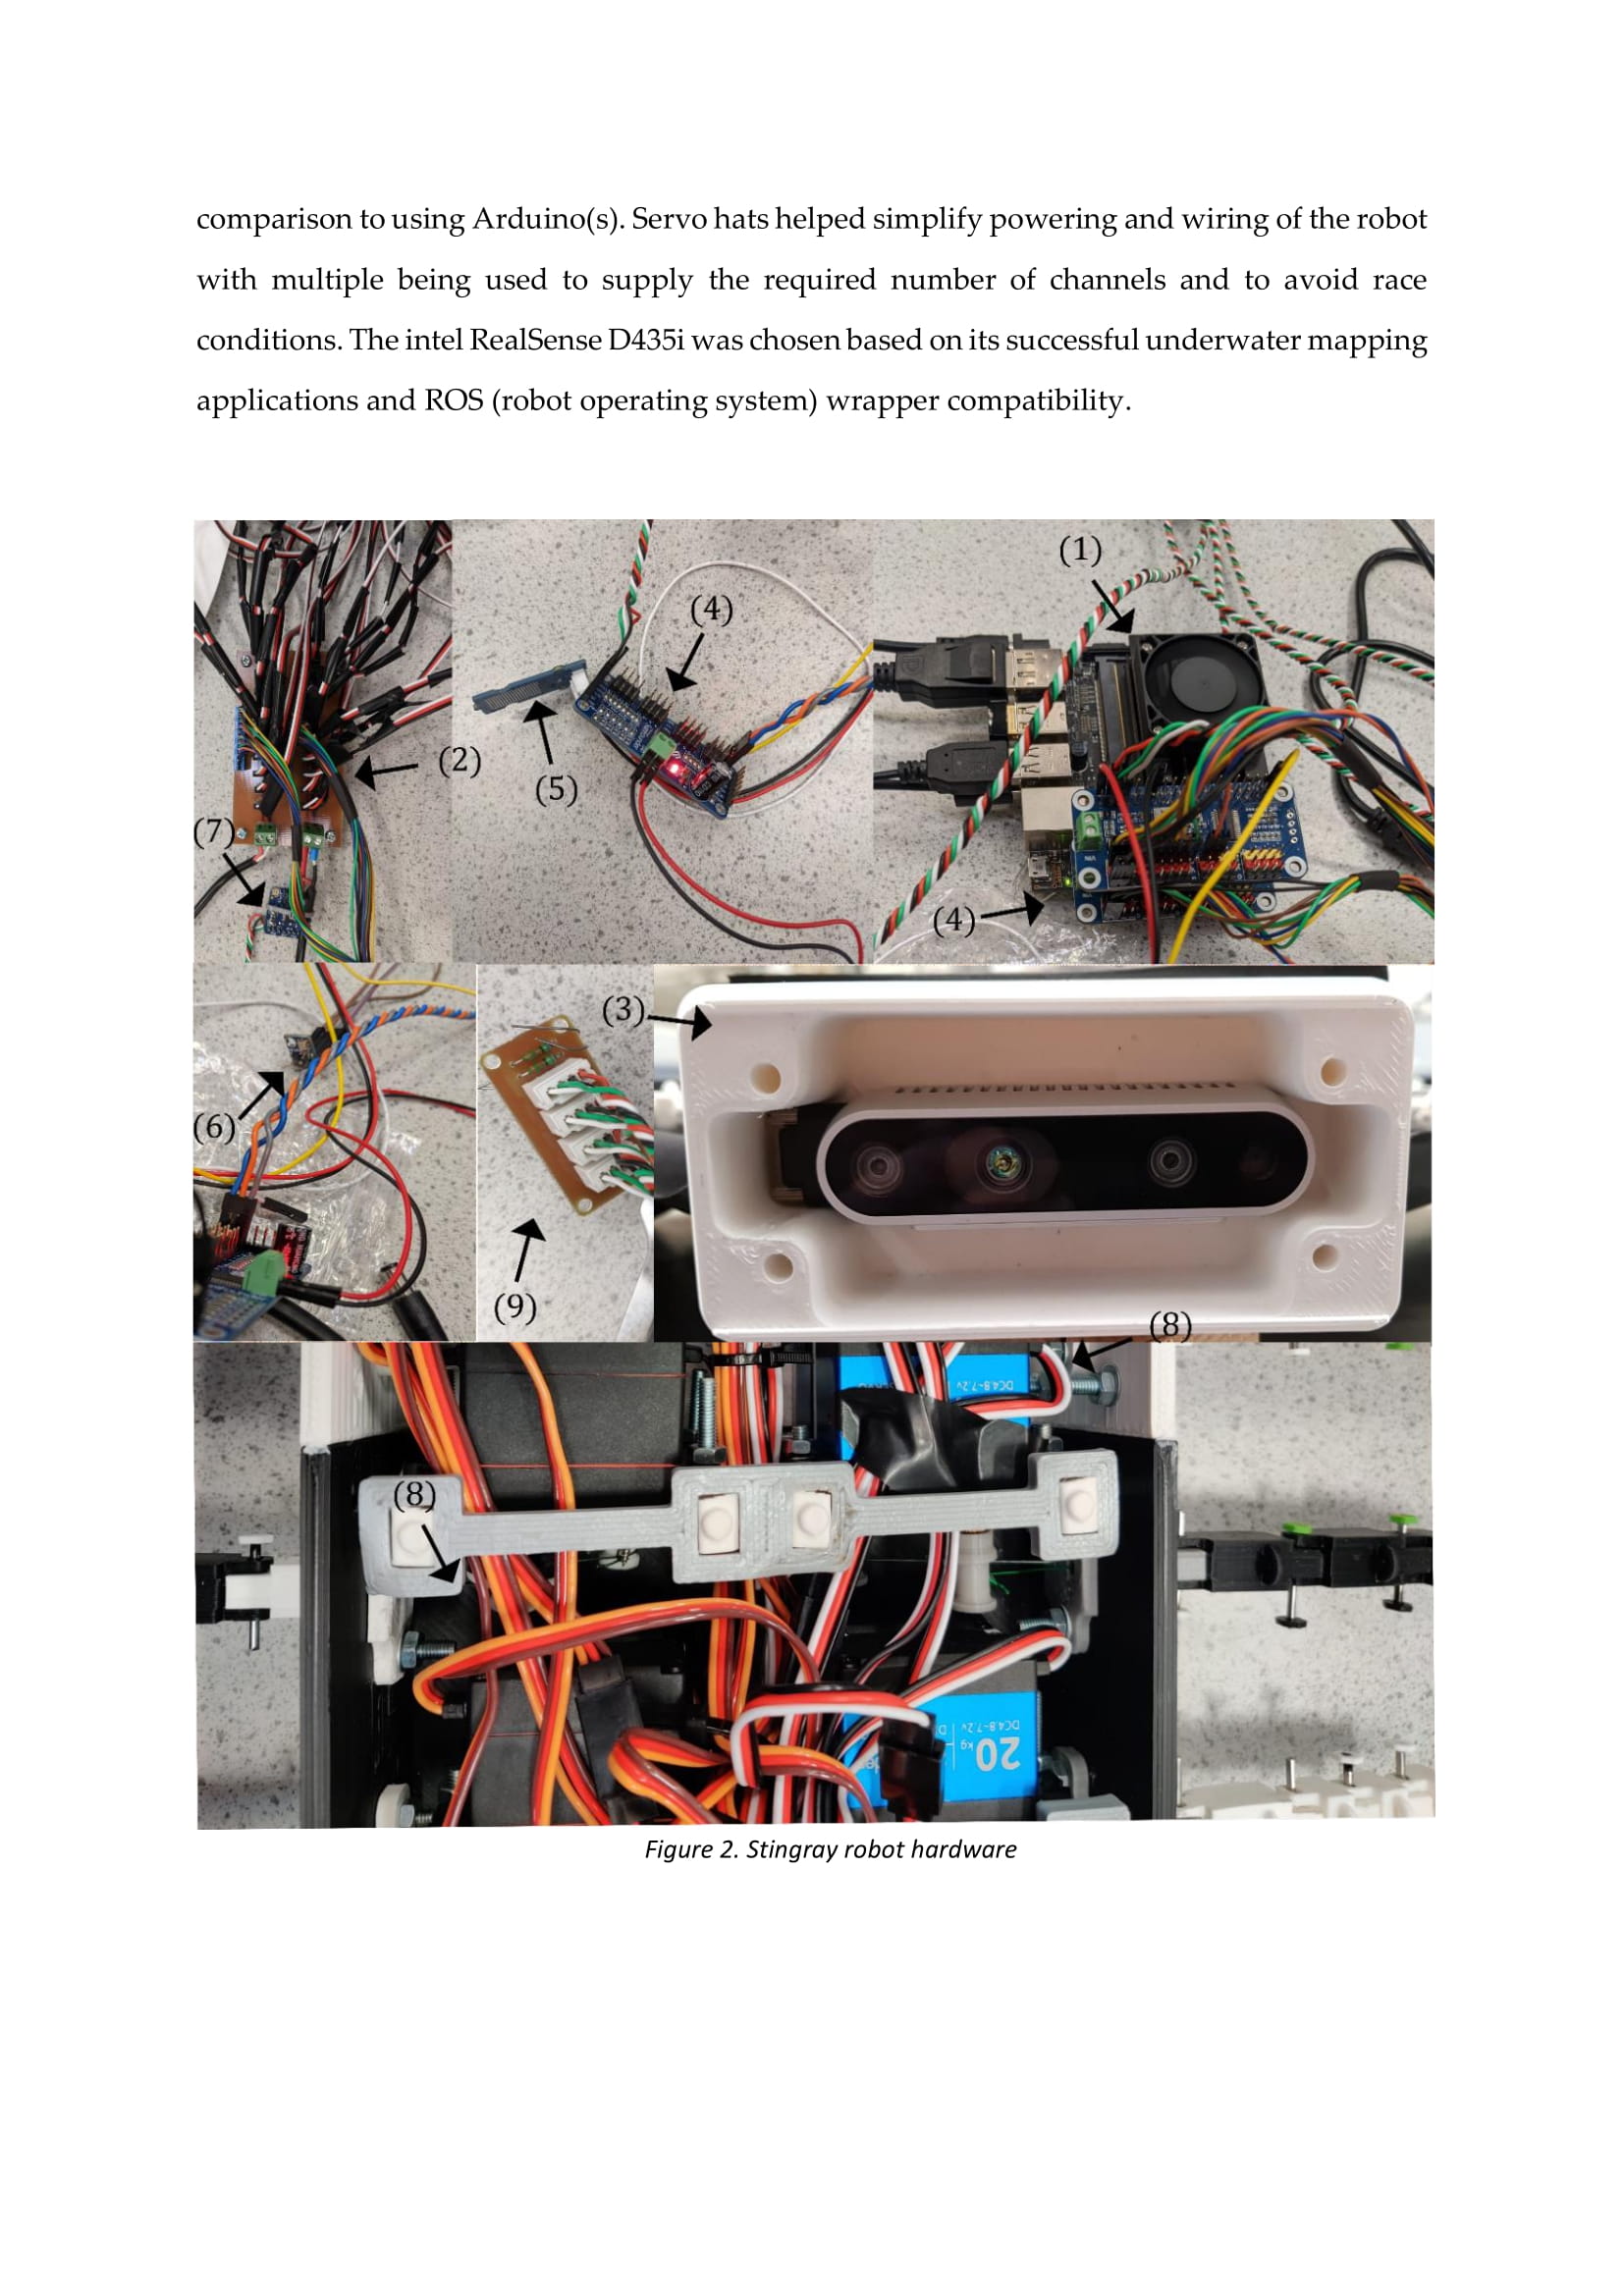 comparison to using Arduino(s). Servo hats helped simplify powering and wiring of the robot
with multiple being used to supply the required number of channels and to avoid race
conditions. The intel RealSense D435i was chosen based on its successful underwater mapping
applications and ROS (robot operating system) wrapper compatibility.
(1)
(4)
(2)
(5)
(7)
(4)
(3)
(6)
(9)
(8)
DC4.8~7.2v
(8)
DC4.8~7.2v
20 kg
Figure 2. Stingray robot hardware